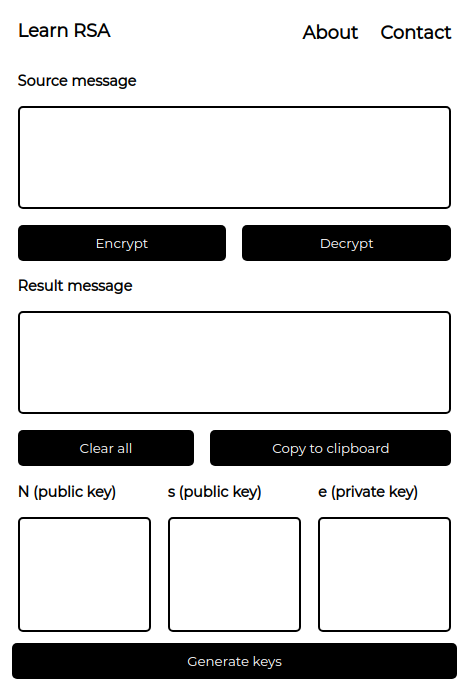 Learn RSA About Contact
Source message
Encrypt Decrypt
Result message
Clear all Copy to clipboard
N (public key) s (public key) e (private key)
Generate keys